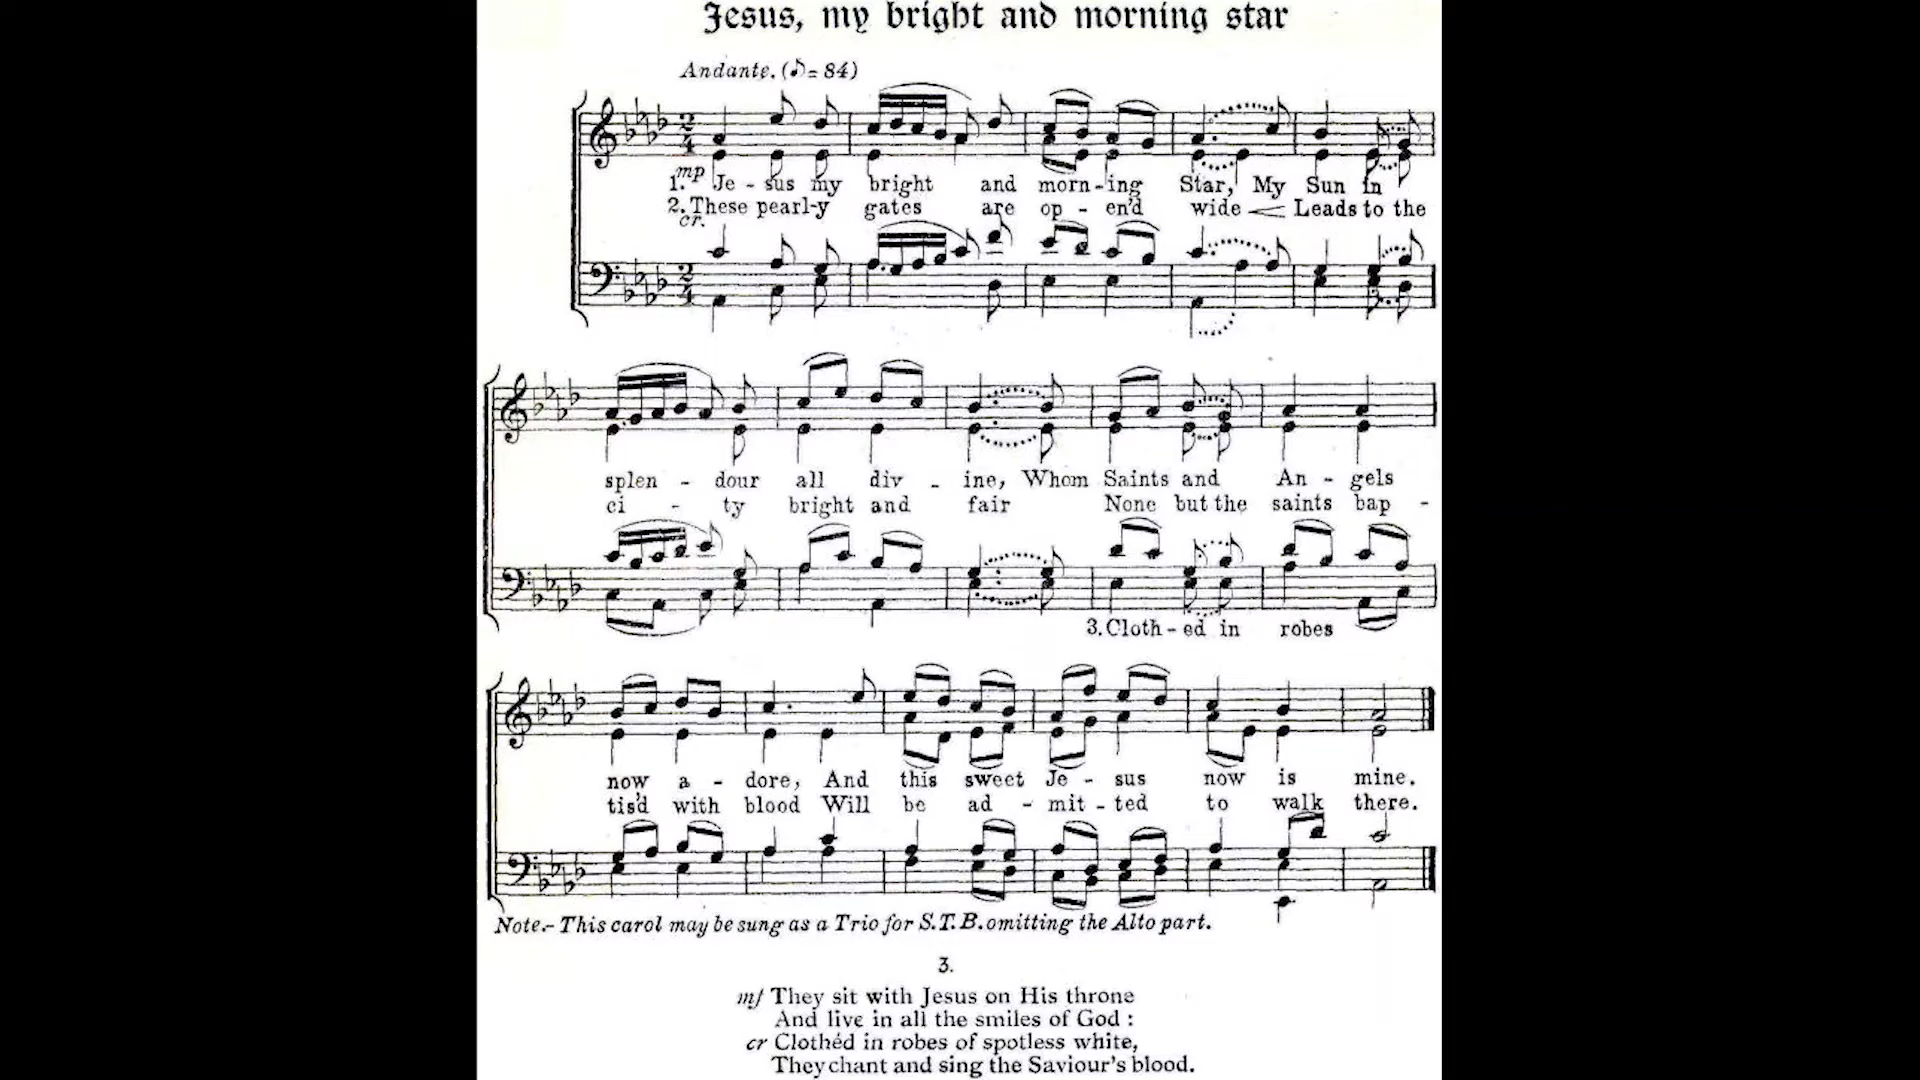 Jesus, my bright and morning star
Andante. (♪= 84)
mp
1. Je - sus my bright and morn - ing Star, My Sun in
2. These pearl-y gates are op - en'd wide Leads to the
cr.
splen - dour all div - ine, Whom Saints and An - gels
ci - ty bright and fair None but the saints bap -
3. Cloth - ed in robes
now a - dore, And this sweet Je - sus now is mine.
tis'd with blood Will be ad - mit - ted to walk there.
Note.- This carol may be sung as a Trio for S.T.B. omitting the Alto part.
3.
mf They sit with Jesus on His throne
And live in all the smiles of God :
cr Clothéd in robes of spotless white,
They chant and sing the Saviour's blood.